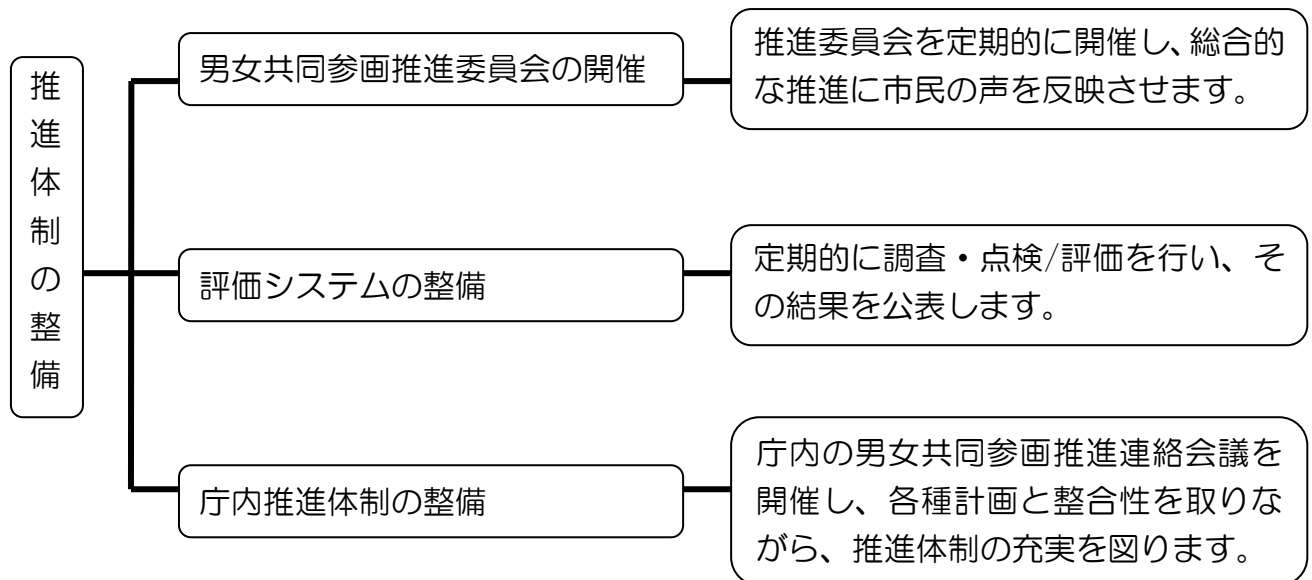 推進体制の整備
男女共同参画推進委員会の開催
推進委員会を定期的に開催し、総合的
な推進に市民の声を反映させます。
評価システムの整備
定期的に調査・点検/評価を行い、そ
の結果を公表します。
庁内推進体制の整備
庁内の男女共同参画推進連絡会議を
開催し、各種計画と整合性を取りな
がら、推進体制の充実を図ります。